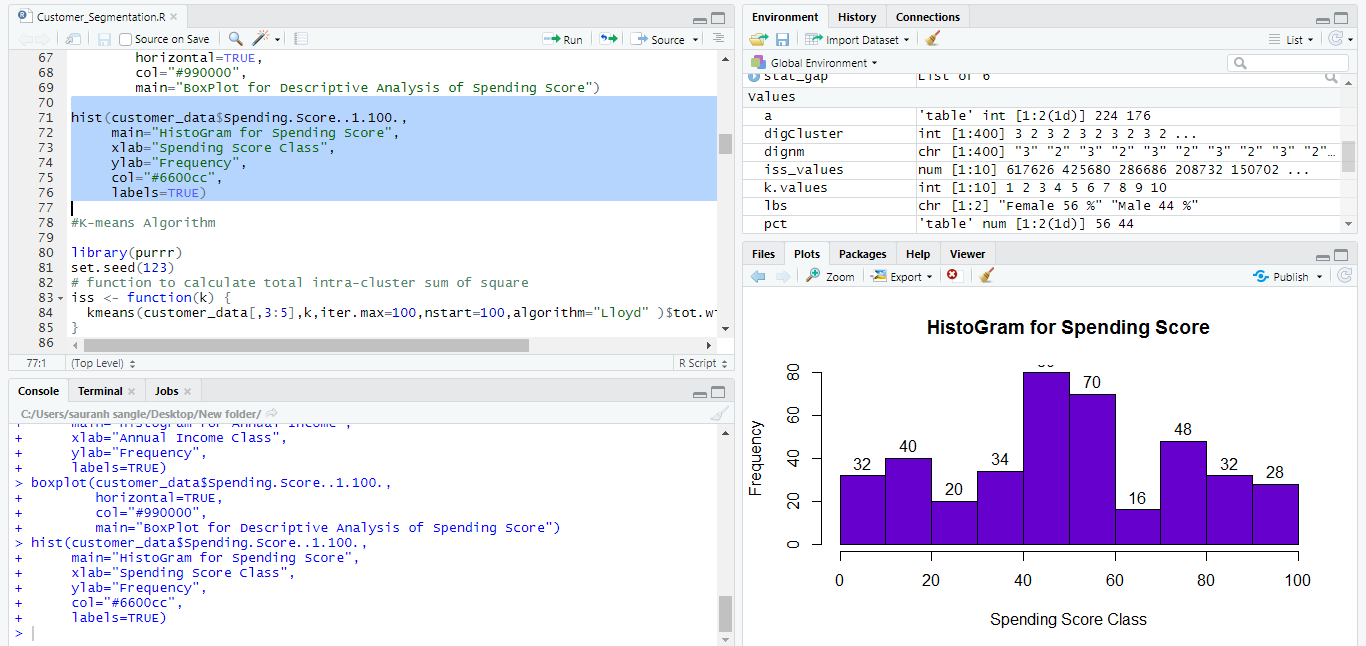 Customer_Segmentation.R
Source on Save
Run
Source
67 horizontal=TRUE,
68 col="#990000",
69 main="BoxPlot for Descriptive Analysis of Spending Score")
70
71 hist(customer_data$Spending.Score..1.100.,
72 main="HistoGram for Spending Score",
73 xlab="Spending Score Class",
74 ylab="Frequency",
75 col="#6600cc",
76 labels=TRUE)
77
78 #K-means Algorithm
79
80 library(purrr)
81 set.seed(123)
82 # function to calculate total intra-cluster sum of square
83 iss <- function(k) {
84 kmeans(customer_data[,3:5],k,iter.max=100,nstart=100,algorithm="Lloyd" )$tot.w
85 }
86
77:1 (Top Level) R Script
Console Terminal Jobs
C:/Users/sauranh sangle/Desktop/New folder/
+ main="HistoGram for Annual Income",
+ xlab="Annual Income Class",
+ ylab="Frequency",
+ labels=TRUE)
> boxplot(customer_data$Spending.Score..1.100.,
+ horizontal=TRUE,
+ col="#990000",
+ main="BoxPlot for Descriptive Analysis of Spending Score")
> hist(customer_data$Spending.Score..1.100.,
+ main="HistoGram for Spending Score",
+ xlab="Spending Score Class",
+ ylab="Frequency",
+ col="#6600cc",
+ labels=TRUE)
>
Environment History Connections
Import Dataset List
Global Environment
stat_gap List of 6
Values
a 'table' int [1:2(1d)] 224 176
digCluster int [1:400] 3 2 3 2 3 2 3 2 3 2 ...
dignm chr [1:400] "3" "2" "3" "2" "3" "2" "3" "2" "3" "2"…
iss_values num [1:10] 617626 425680 286686 208732 150702 ...
k.values int [1:10] 1 2 3 4 5 6 7 8 9 10
lbs chr [1:2] "Female 56 %" "Male 44 %"
pct 'table' num [1:2(1d)] 56 44
Files Plots Packages Help Viewer
Zoom Export Publish
HistoGram for Spending Score
Frequency
0 20 40 60 80
32 40 20 34 70 16 48 32 28
0 20 40 60 80 100
Spending Score Class